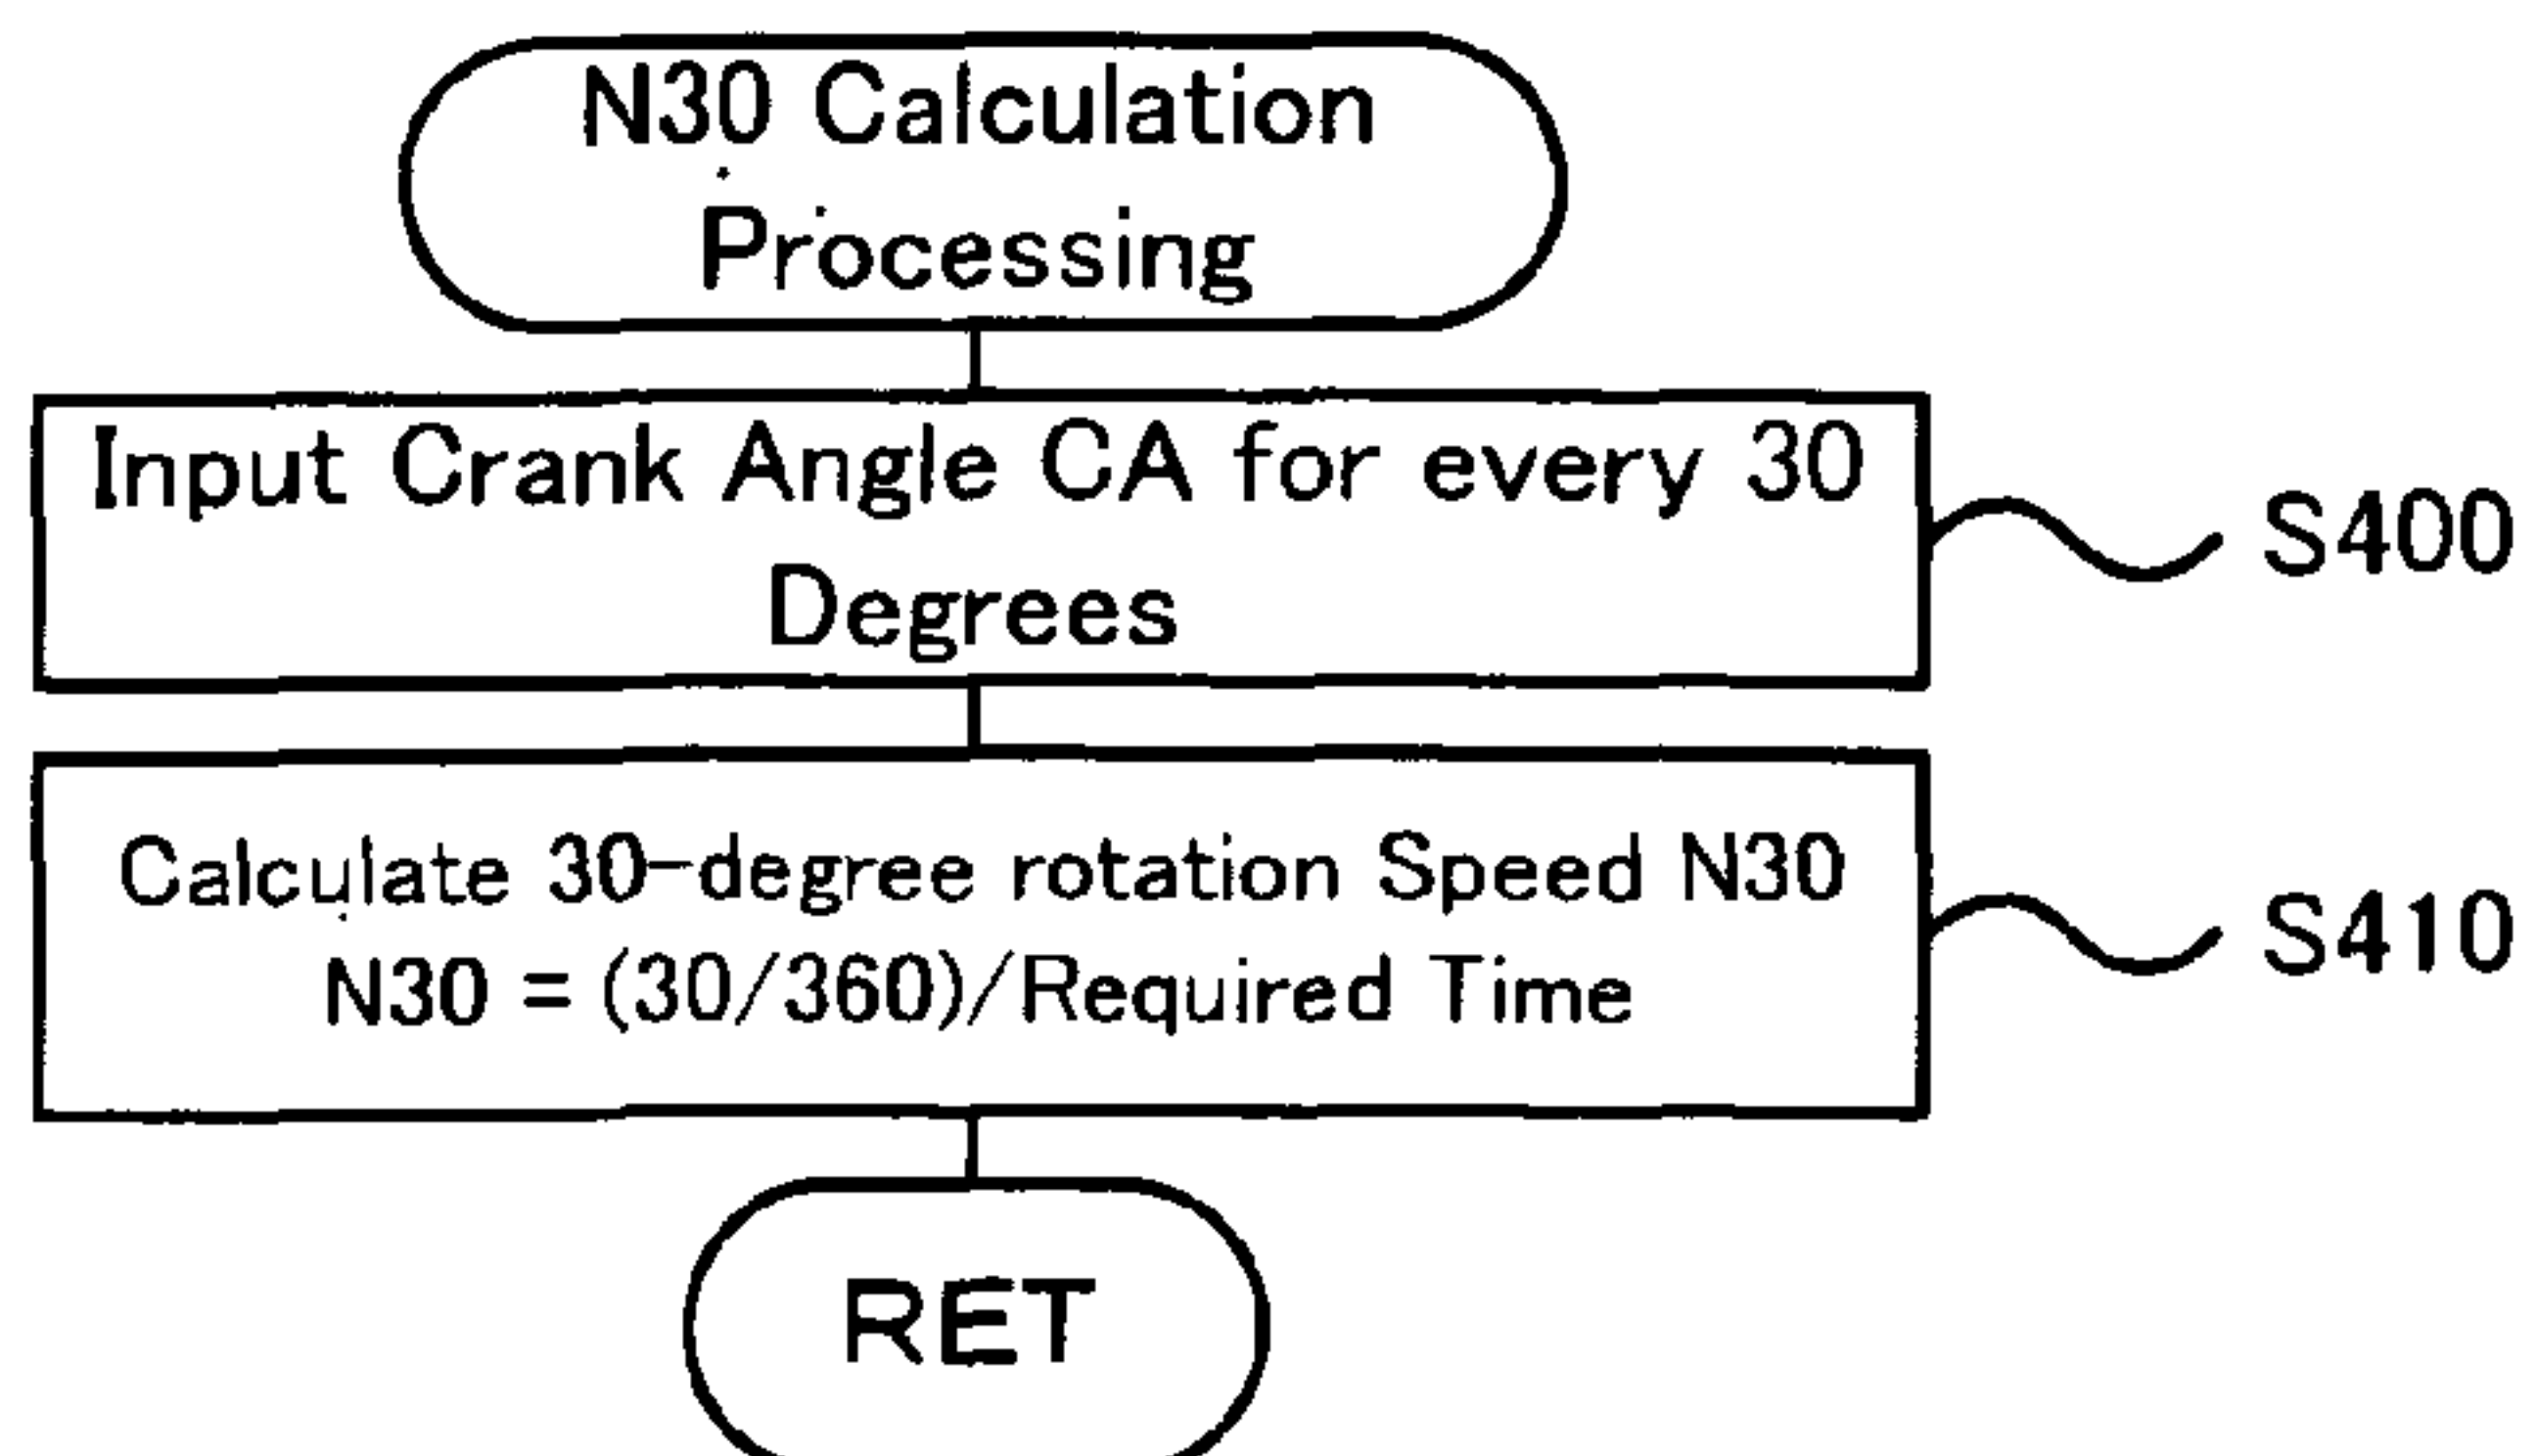 N30 Calculation
Processing
Input Crank Angle CA for every 30
Degrees
S400
Calculate 30-degree rotation Speed N30
N30 = (30/360)/Required Time
S410
RET